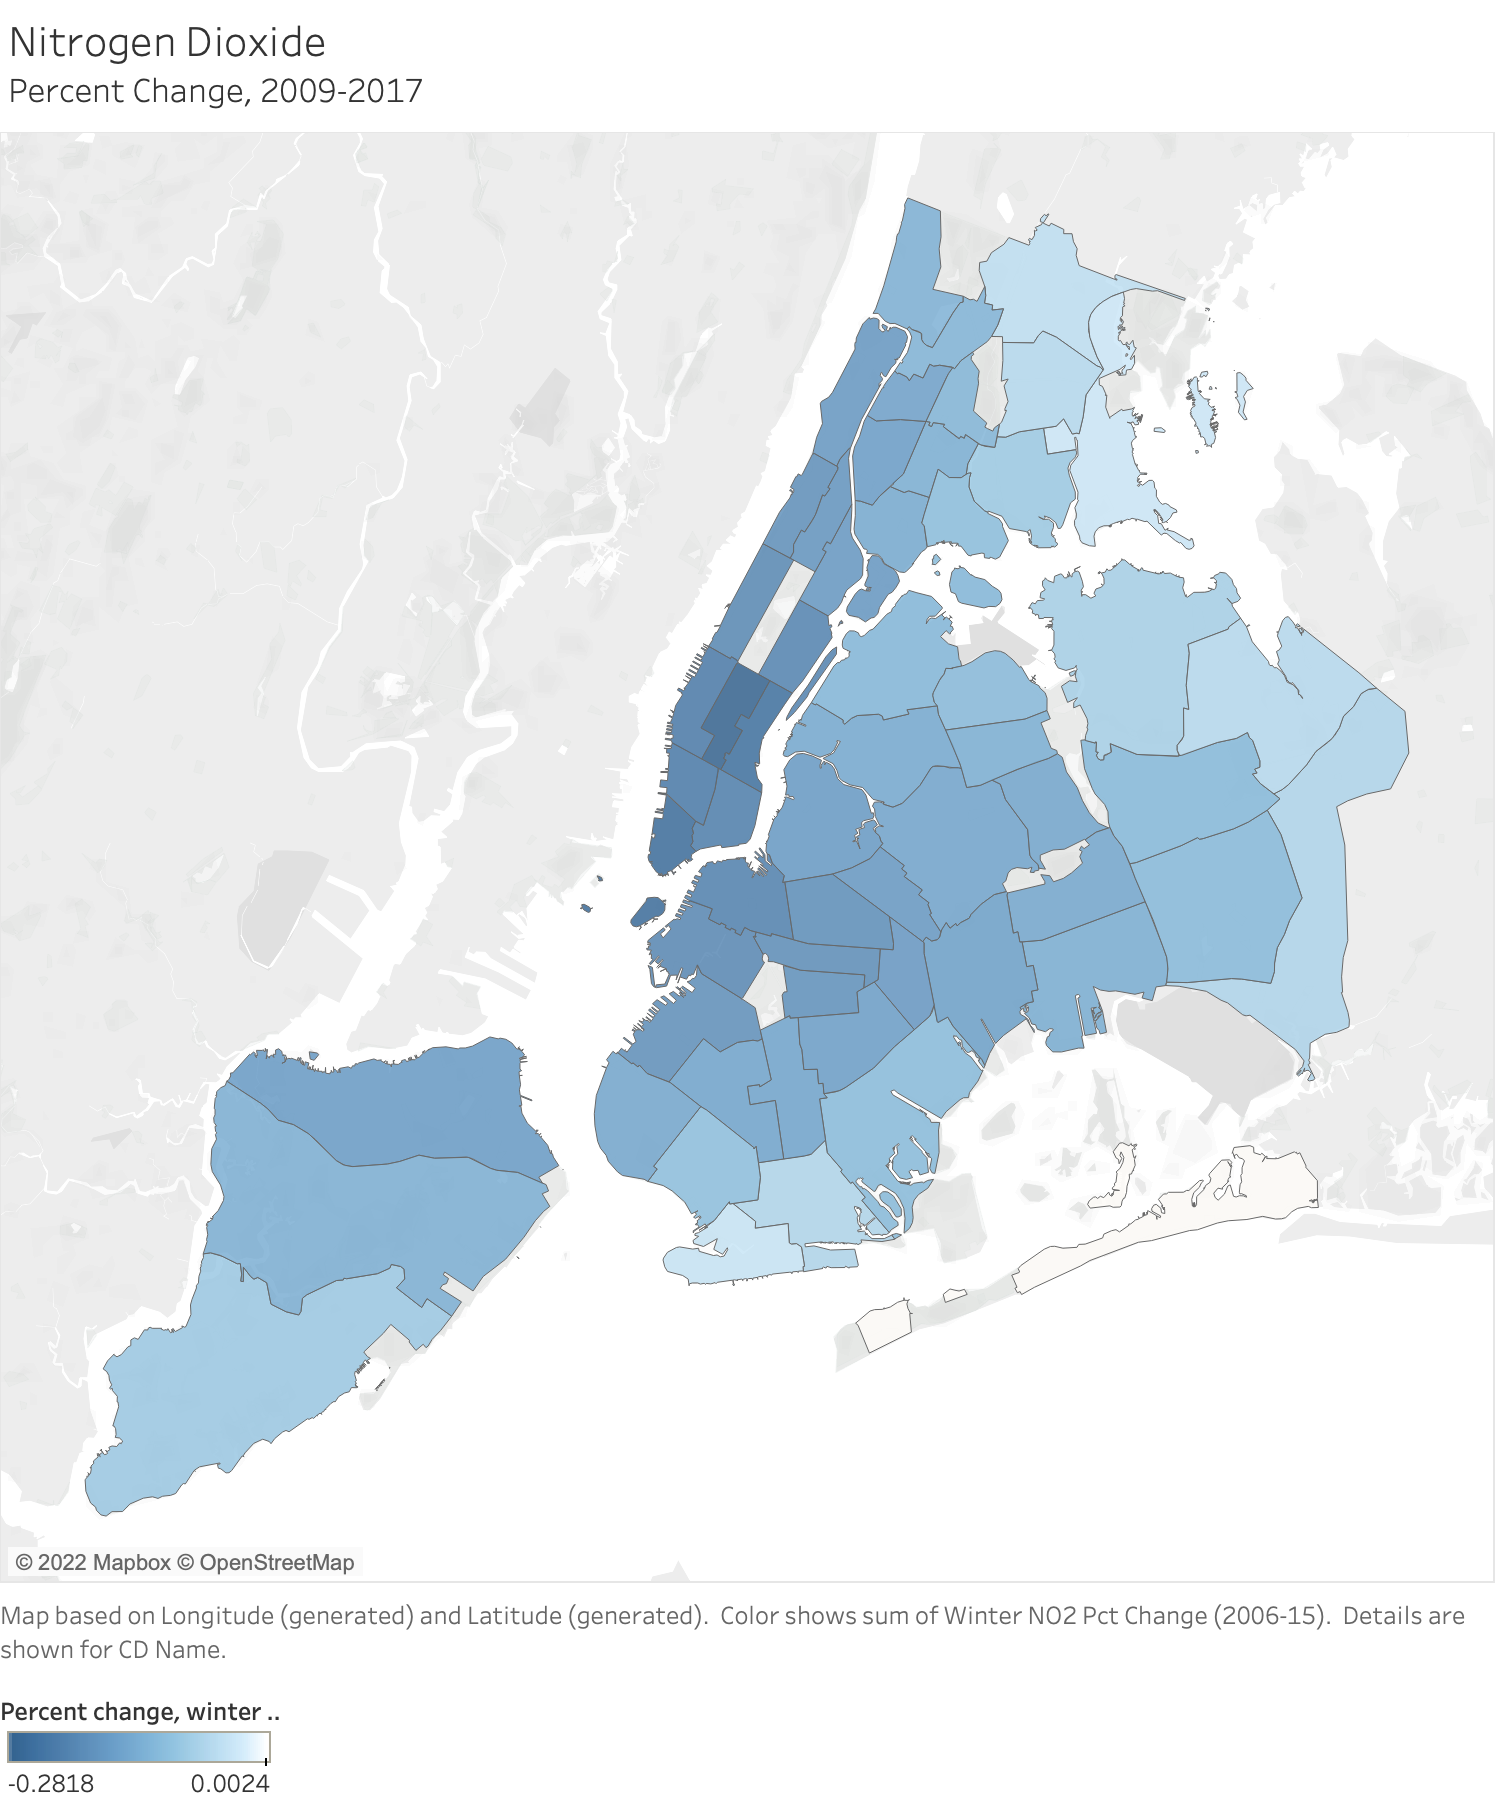 Nitrogen Dioxide
Percent Change, 2009-2017
© 2022 Mapbox © OpenStreetMap
Map based on Longitude (generated) and Latitude (generated).  Color shows sum of Winter NO2 Pct Change (2006-15).  Details are
shown for CD Name.
Percent change, winter ..
-0.2818 0.0024